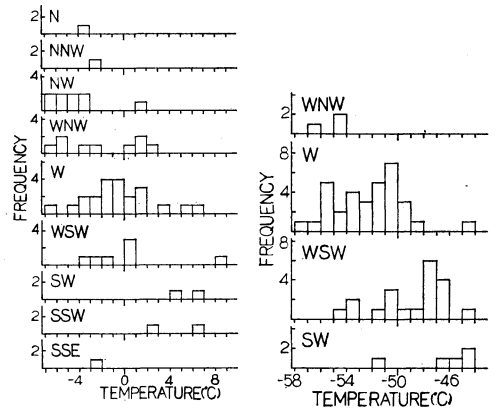 N
2
NNW
2
NW
4
WNW
4
W
4
WSW
4
SW
2
SSW
2
SSE
2
-4 0 4 8
TEMPERATURE(°C)
FREQUENCY
WNW
2
W
8
4
WSW
8
4
SW
2
-58 -54 -50 -46
TEMPERATURE(°C)
FREQUENCY